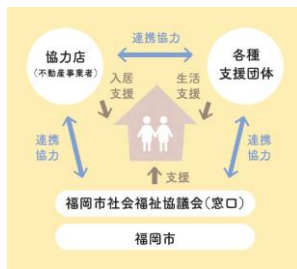 連携協力
協力店
(不動産事業者)
各種
支援団体
入居
支援
生活
支援
連携
協力
連携
協力
支援
福岡市社会福祉協議会(窓口)
福岡市